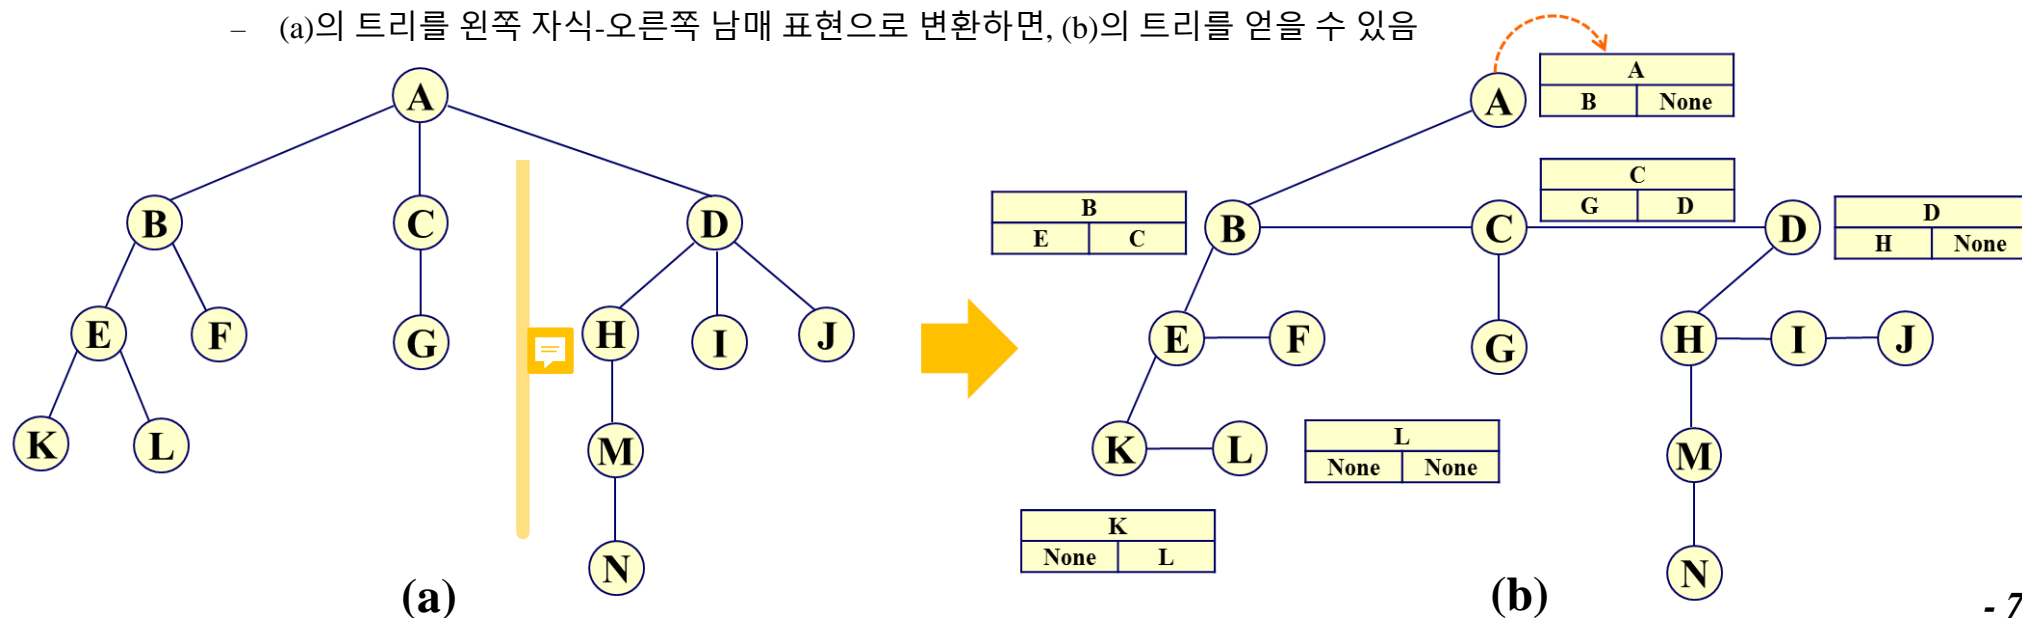 – (a)의 트리를 왼쪽 자식-오른쪽 남매 표현으로 변환하면, (b)의 트리를 얻을 수 있음
A
B C D
E F G H I J
K L M
N
(a)
A
A
B None
B
E C
B C D
C
G D
D
H None
E F G H I J
K L M
L
None None
K
None L
N
(b)
- 7